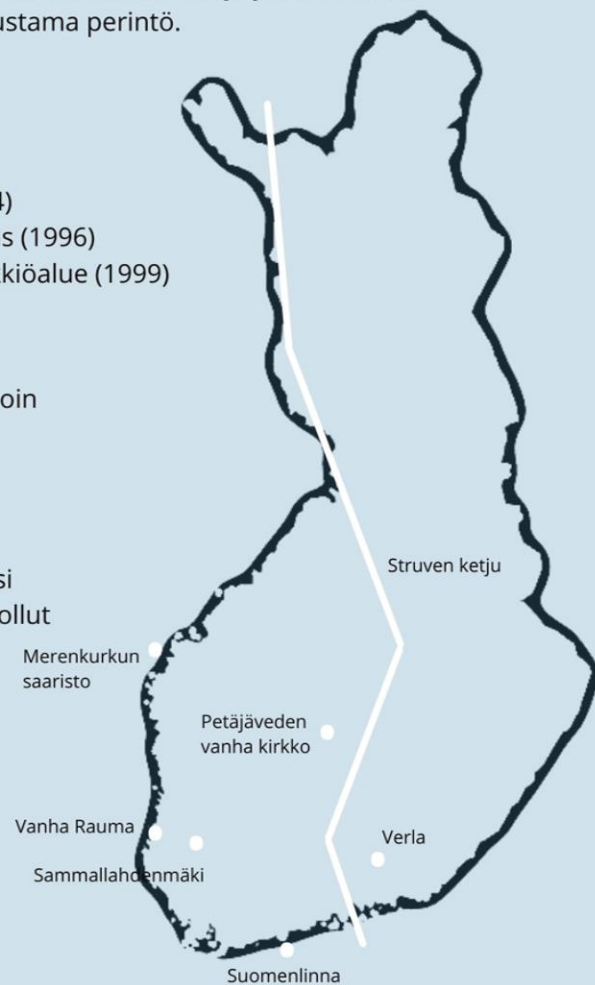 ustama perintö.
4)
s (1996)
kiöalue (1999)
oin
si
ollut
Struven ketju
Merenkurkun
saaristo
Petäjäveden
vanha kirkko
Vanha Rauma
Verla
Sammallahdenmäki
Suomenlinna